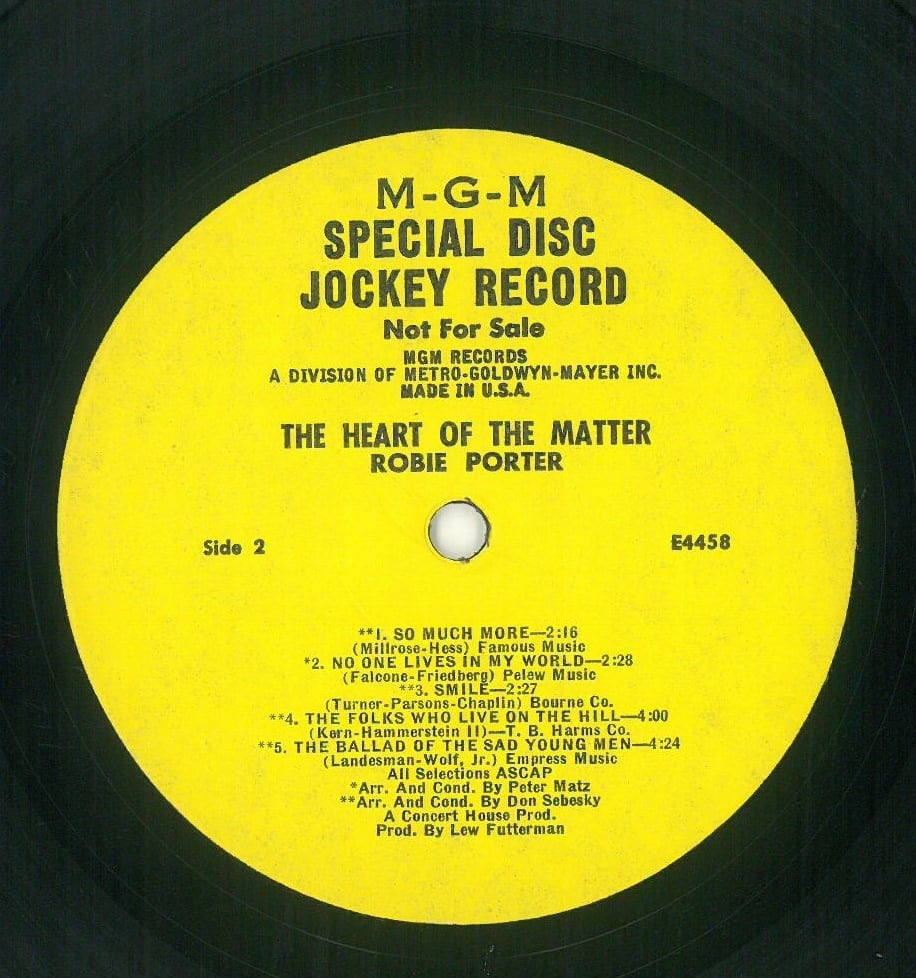 M-G-M
SPECIAL DISC
JOCKEY RECORD
Not For Sale
MGM RECORDS
A DIVISION OF METRO-GOLDWYN-MAYER INC.
MADE IN U.S.A.
THE HEART OF THE MATTER
ROBIE PORTER
Side 2
E4458
**1. SO MUCH MORE—2:16
(Millrose-Hess) Famous Music
*2. NO ONE LIVES IN MY WORLD—2:28
(Falcone-Friedberg) Pelew Music
**3. SMILE—2:27
(Turner-Parsons-Chaplin) Bourne Co.
**4. THE FOLKS WHO LIVE ON THE HILL—4:00
(Kern-Hammerstein II)—T. B. Harms Co.
**5. THE BALLAD OF THE SAD YOUNG MEN—4:24
(Landesman-Wolf, Jr.) Empress Music
All Selections ASCAP
*Arr. And Cond. By Peter Matz
**Arr. And Cond. By Don Sebesky
A Concert House Prod.
Prod. By Lew Futterman